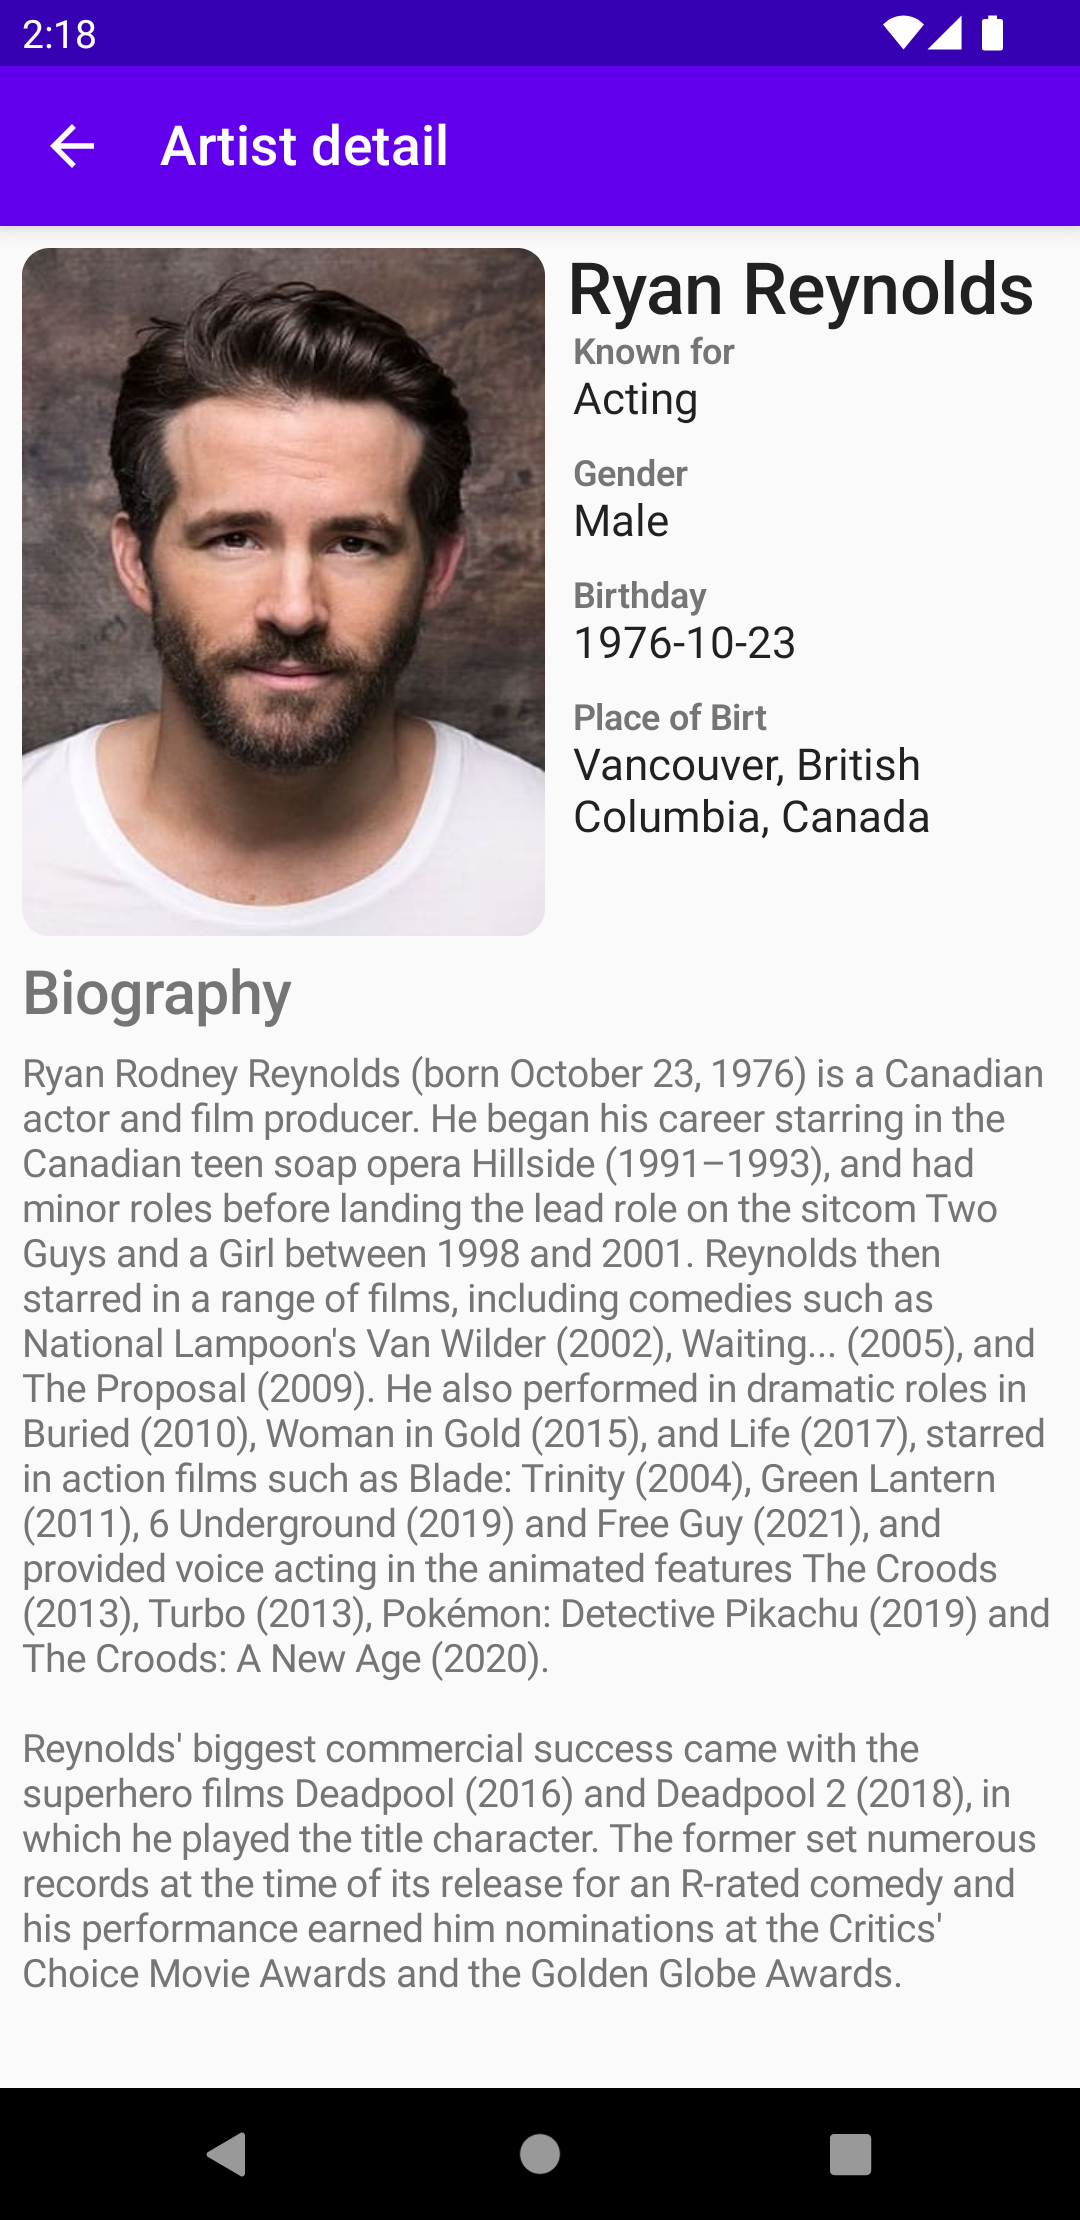 2:18
Artist detail
Ryan Reynolds
Known for
Acting
Gender
Male
Birthday
1976-10-23
Place of Birt
Vancouver, British
Columbia, Canada
Biography
Ryan Rodney Reynolds (born October 23, 1976) is a Canadian
actor and film producer. He began his career starring in the
Canadian teen soap opera Hillside (1991–1993), and had
minor roles before landing the lead role on the sitcom Two
Guys and a Girl between 1998 and 2001. Reynolds then
starred in a range of films, including comedies such as
National Lampoon's Van Wilder (2002), Waiting... (2005), and
The Proposal (2009). He also performed in dramatic roles in
Buried (2010), Woman in Gold (2015), and Life (2017), starred
in action films such as Blade: Trinity (2004), Green Lantern
(2011), 6 Underground (2019) and Free Guy (2021), and
provided voice acting in the animated features The Croods
(2013), Turbo (2013), Pokémon: Detective Pikachu (2019) and
The Croods: A New Age (2020).
Reynolds' biggest commercial success came with the
superhero films Deadpool (2016) and Deadpool 2 (2018), in
which he played the title character. The former set numerous
records at the time of its release for an R-rated comedy and
his performance earned him nominations at the Critics'
Choice Movie Awards and the Golden Globe Awards.